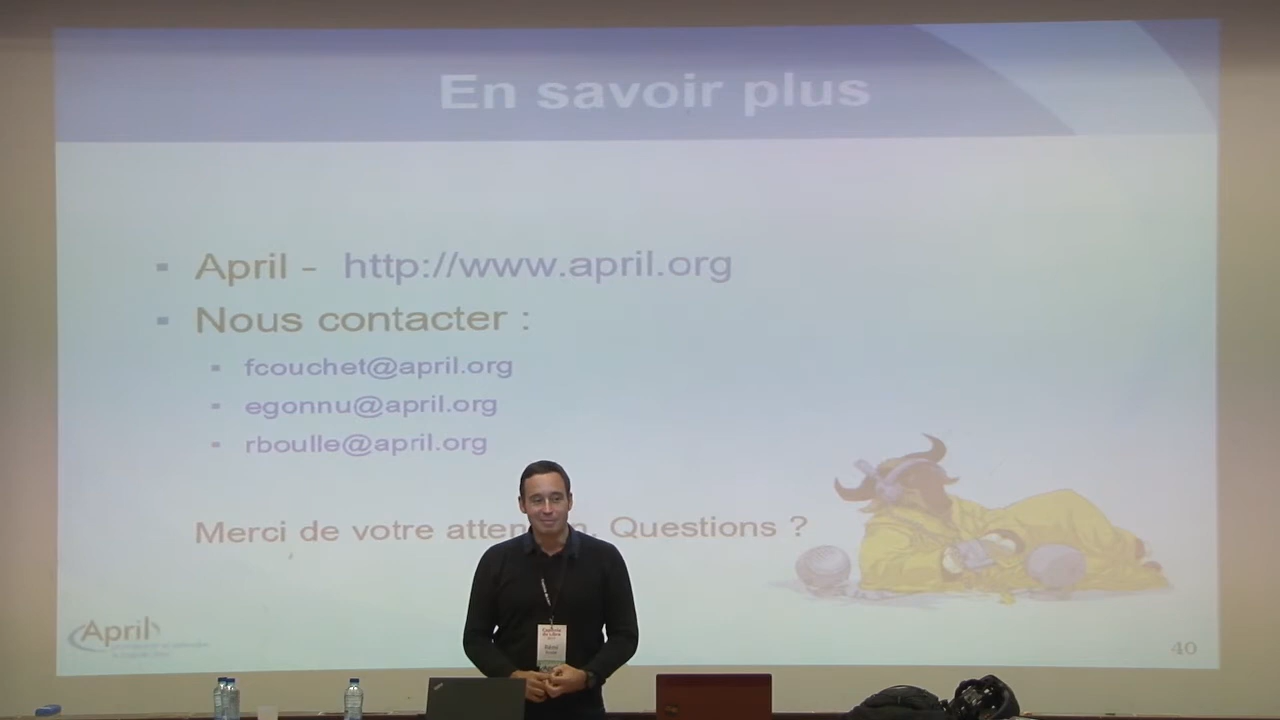 En savoir plus
April - http://www.april.org
Nous contacter :
fcouchet@april.org
egonnu@april.org
rboulle@april.org
Merci de votre atten n. Questions ?
April
40